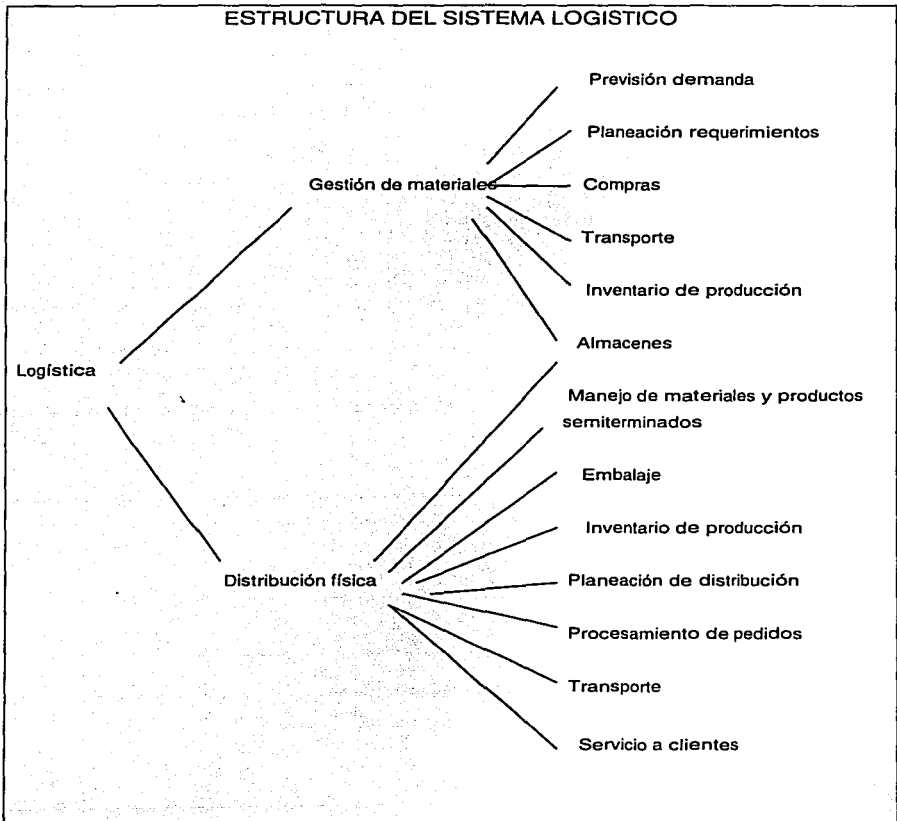 ESTRUCTURA DEL SISTEMA LOGISTICO
Previsión demanda
Planeación requerimientos
Gestión de materiales
Compras
Transporte
Inventario de producción
Almacenes
Logística
Manejo de materiales y productos
semiterminados
Embalaje
Inventario de producción
Distribución física
Planeación de distribución
Procesamiento de pedidos
Transporte
Servicio a clientes